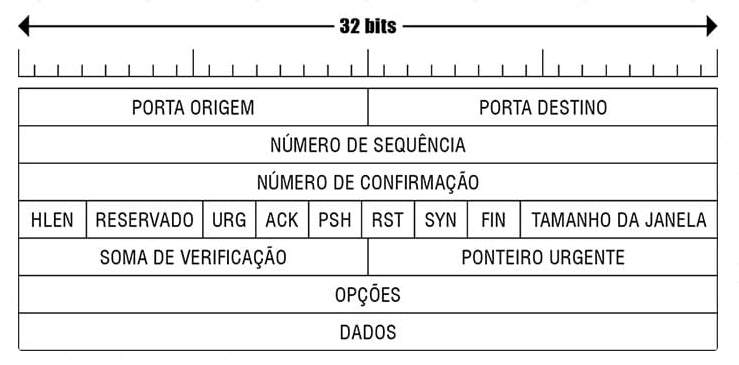 32 bits
PORTA ORIGEM PORTA DESTINO
NÚMERO DE SEQUÊNCIA
NÚMERO DE CONFIRMAÇÃO
HLEN RESERVADO URG ACK PSH RST SYN FIN TAMANHO DA JANELA
SOMA DE VERIFICAÇÃO PONTEIRO URGENTE
OPÇÕES
DADOS